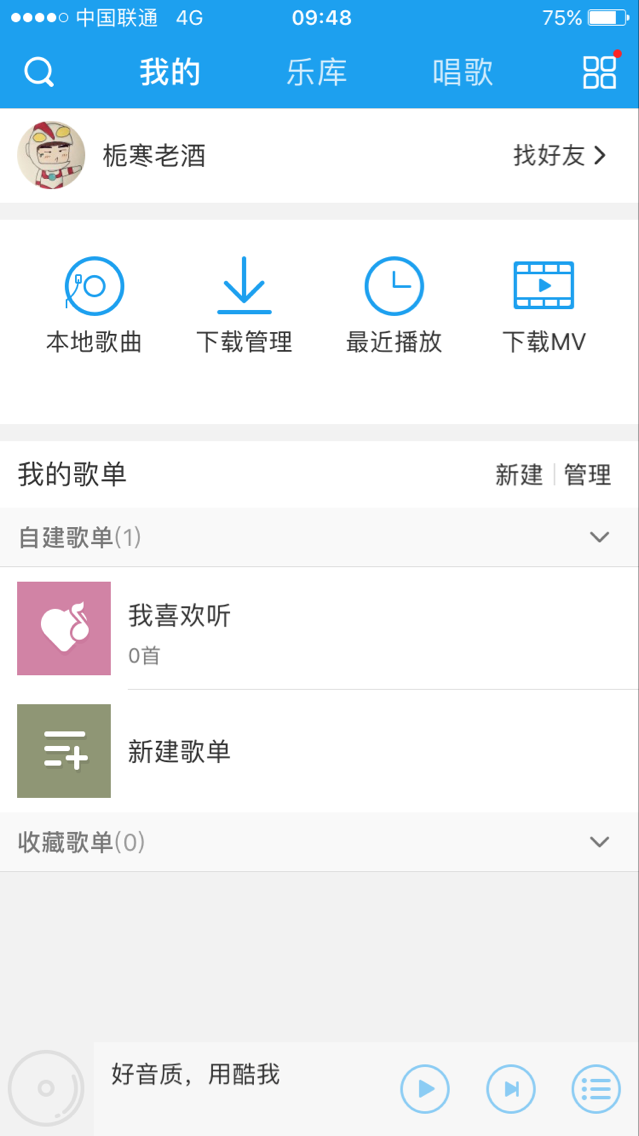 中国联通 4G 09:48 75%
我的 乐库 唱歌
栀寒老酒 找好友
本地歌曲 下载管理 最近播放 下载MV
我的歌单 新建 管理
自建歌单(1)
我喜欢听
0首
新建歌单
收藏歌单(0)
好音质，用酷我